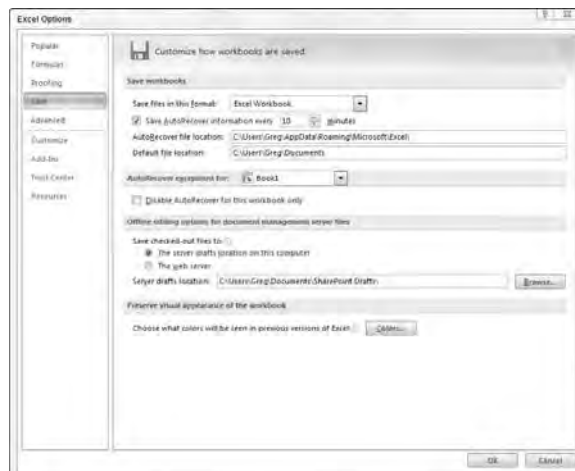 Excel Options
Popular
Formulas
Proofing
Save
Advanced
Customize
Add-Ins
Trust Center
Resources
Customize how workbooks are saved.
Save workbooks
Save files in this format: Excel Workbook
Save AutoRecover information every 10 minutes
AutoRecover file location: C:\Users\Greg\AppData\Roaming\Microsoft\Excel\
Default file location: C:\Users\Greg\Documents
AutoRecover exceptions for: Book1
Disable AutoRecover for this workbook only
Offline editing options for document management server files
Save checked-out files to:
The server drafts location on this computer
The web server
Server drafts location: C:\Users\Greg\Documents\SharePoint Drafts\ Browse...
Preserve visual appearance of the workbook
Choose what colors will be seen in previous versions of Excel: Colors...
OK Cancel